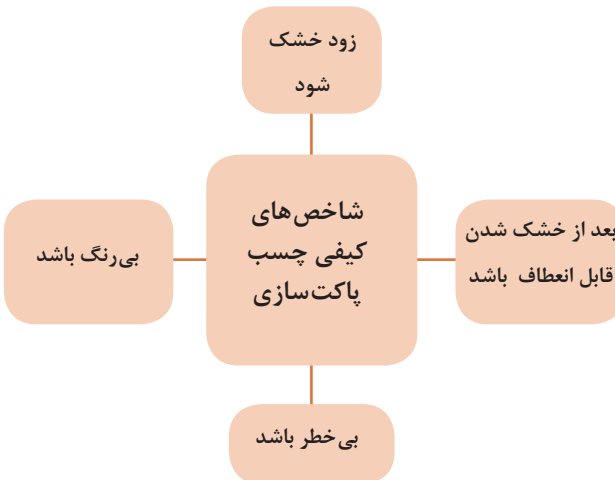 زود خشک
شود
شاخص‌های
کیفی چسب
پاکت‌سازی
بعد از خشک شدن
قابل انعطاف باشد
بی‌رنگ باشد
بی‌خطر باشد